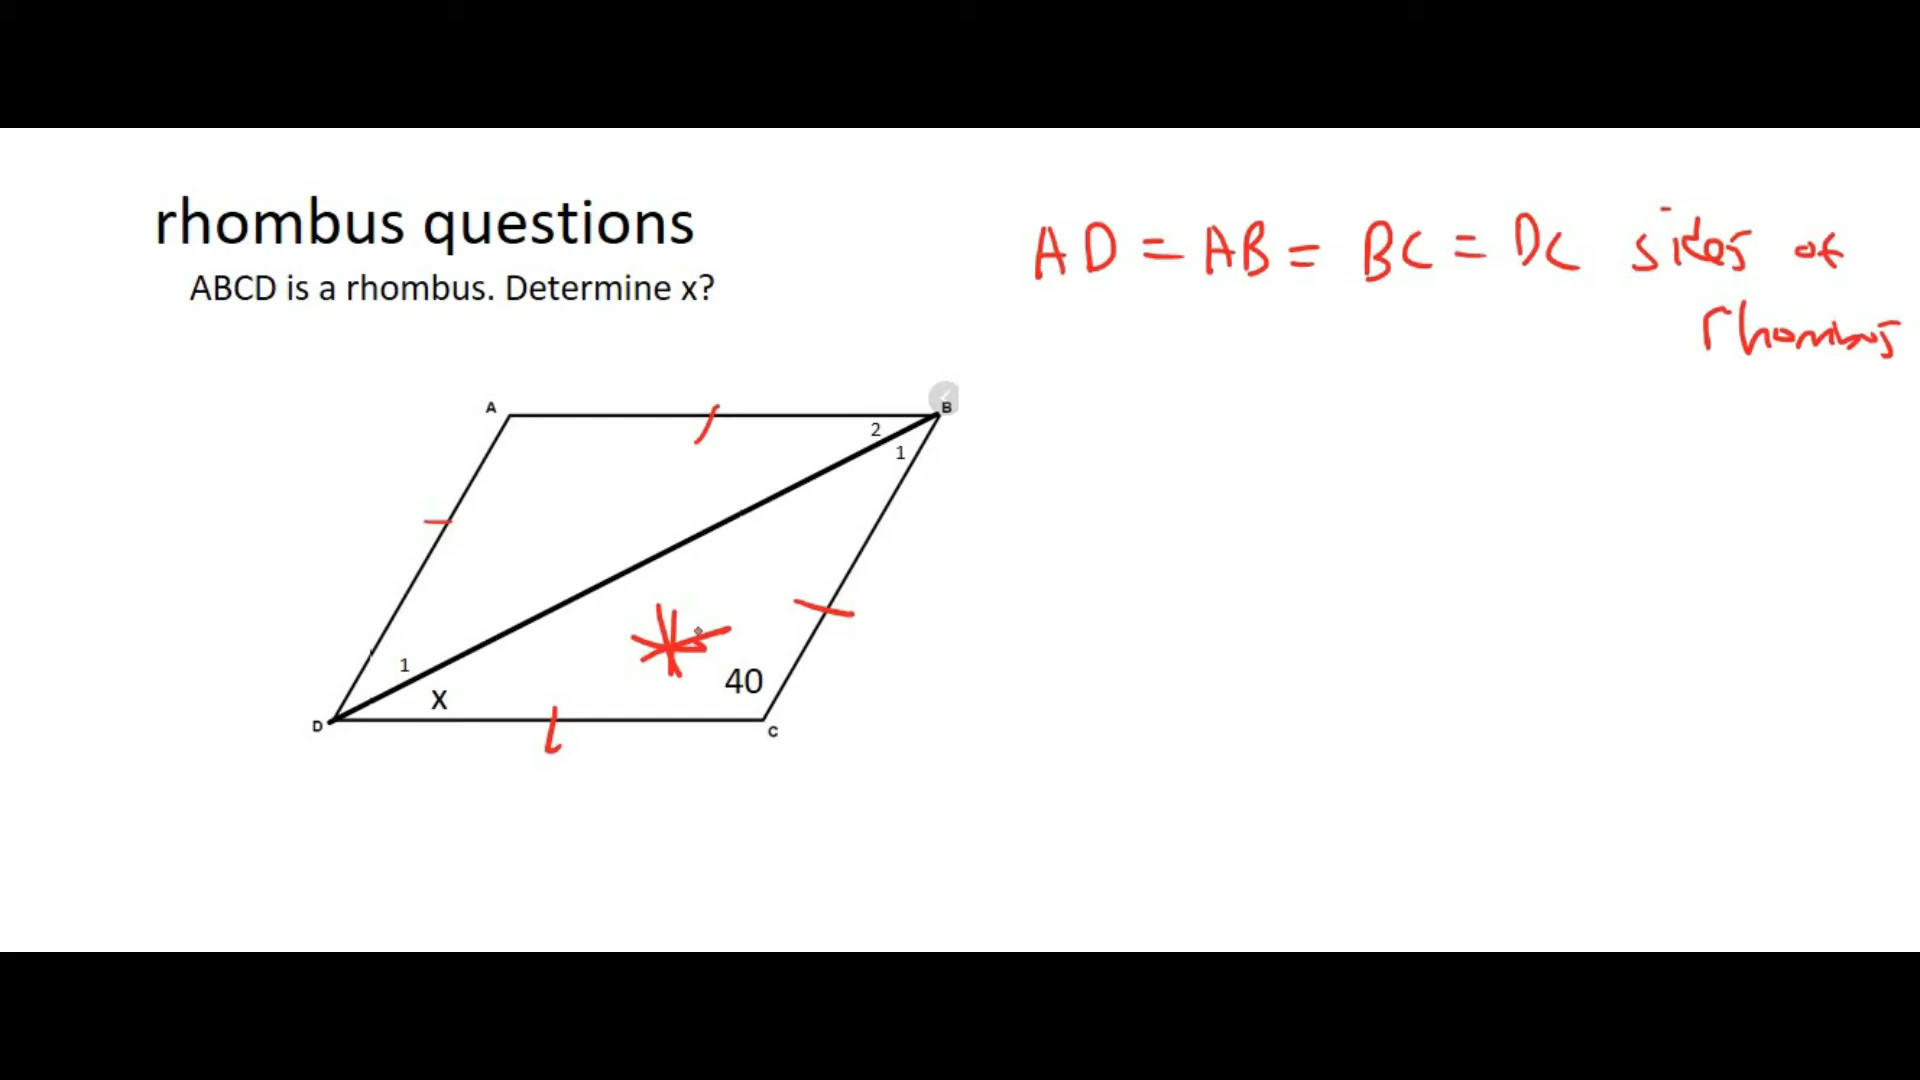 rhombus questions
ABCD is a rhombus. Determine x?
AD = AB = BC = DC sides of
rhombus
A
B
2
1
1
X
40
D
C